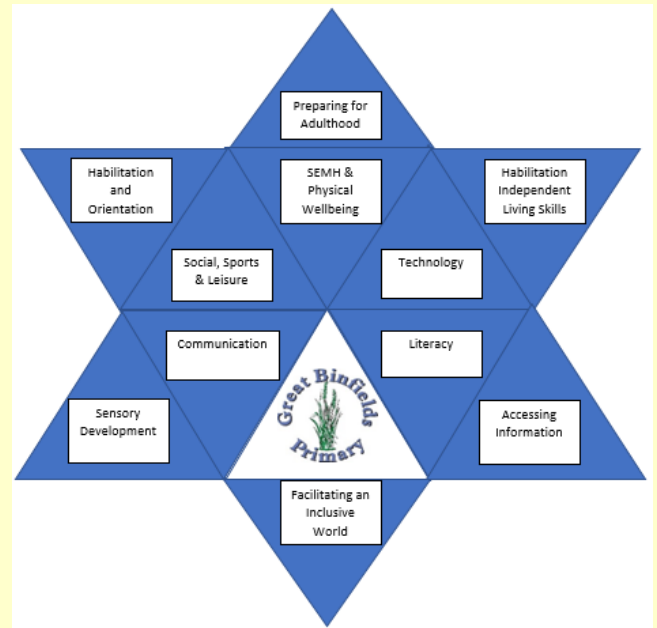 Preparing for
Adulthood
Habilitation
and
Orientation
SEMH &
Physical
Wellbeing
Habilitation
Independent
Living Skills
Social, Sports
& Leisure
Technology
Communication
Literacy
Great Binfields
Primary
Sensory
Development
Accessing
Information
Facilitating an
Inclusive
World